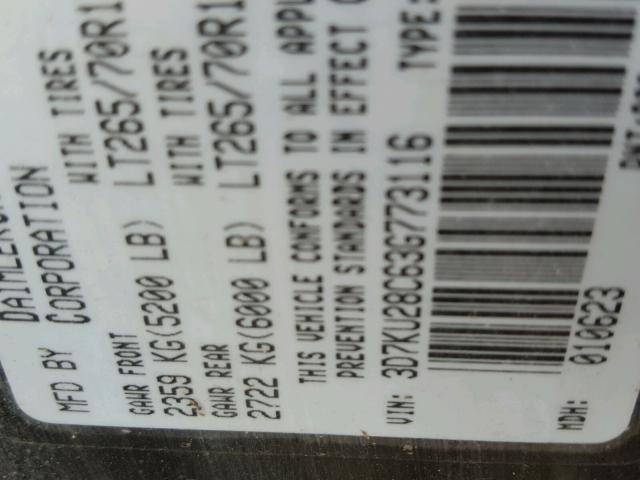 MFD BY DAIMLER
CORPORATION
GAWR FRONT WITH TIRES
2359 KG(5200 LB) LT265/70R1
GAWR REAR WITH TIRES
2722 KG(6000 LB) LT265/70R1
THIS VEHICLE CONFORMS TO ALL APPL
PREVENTION STANDARDS IN EFFECT
VIN: 3D7KU28C63G773116 TYPE:
MDH: 010623